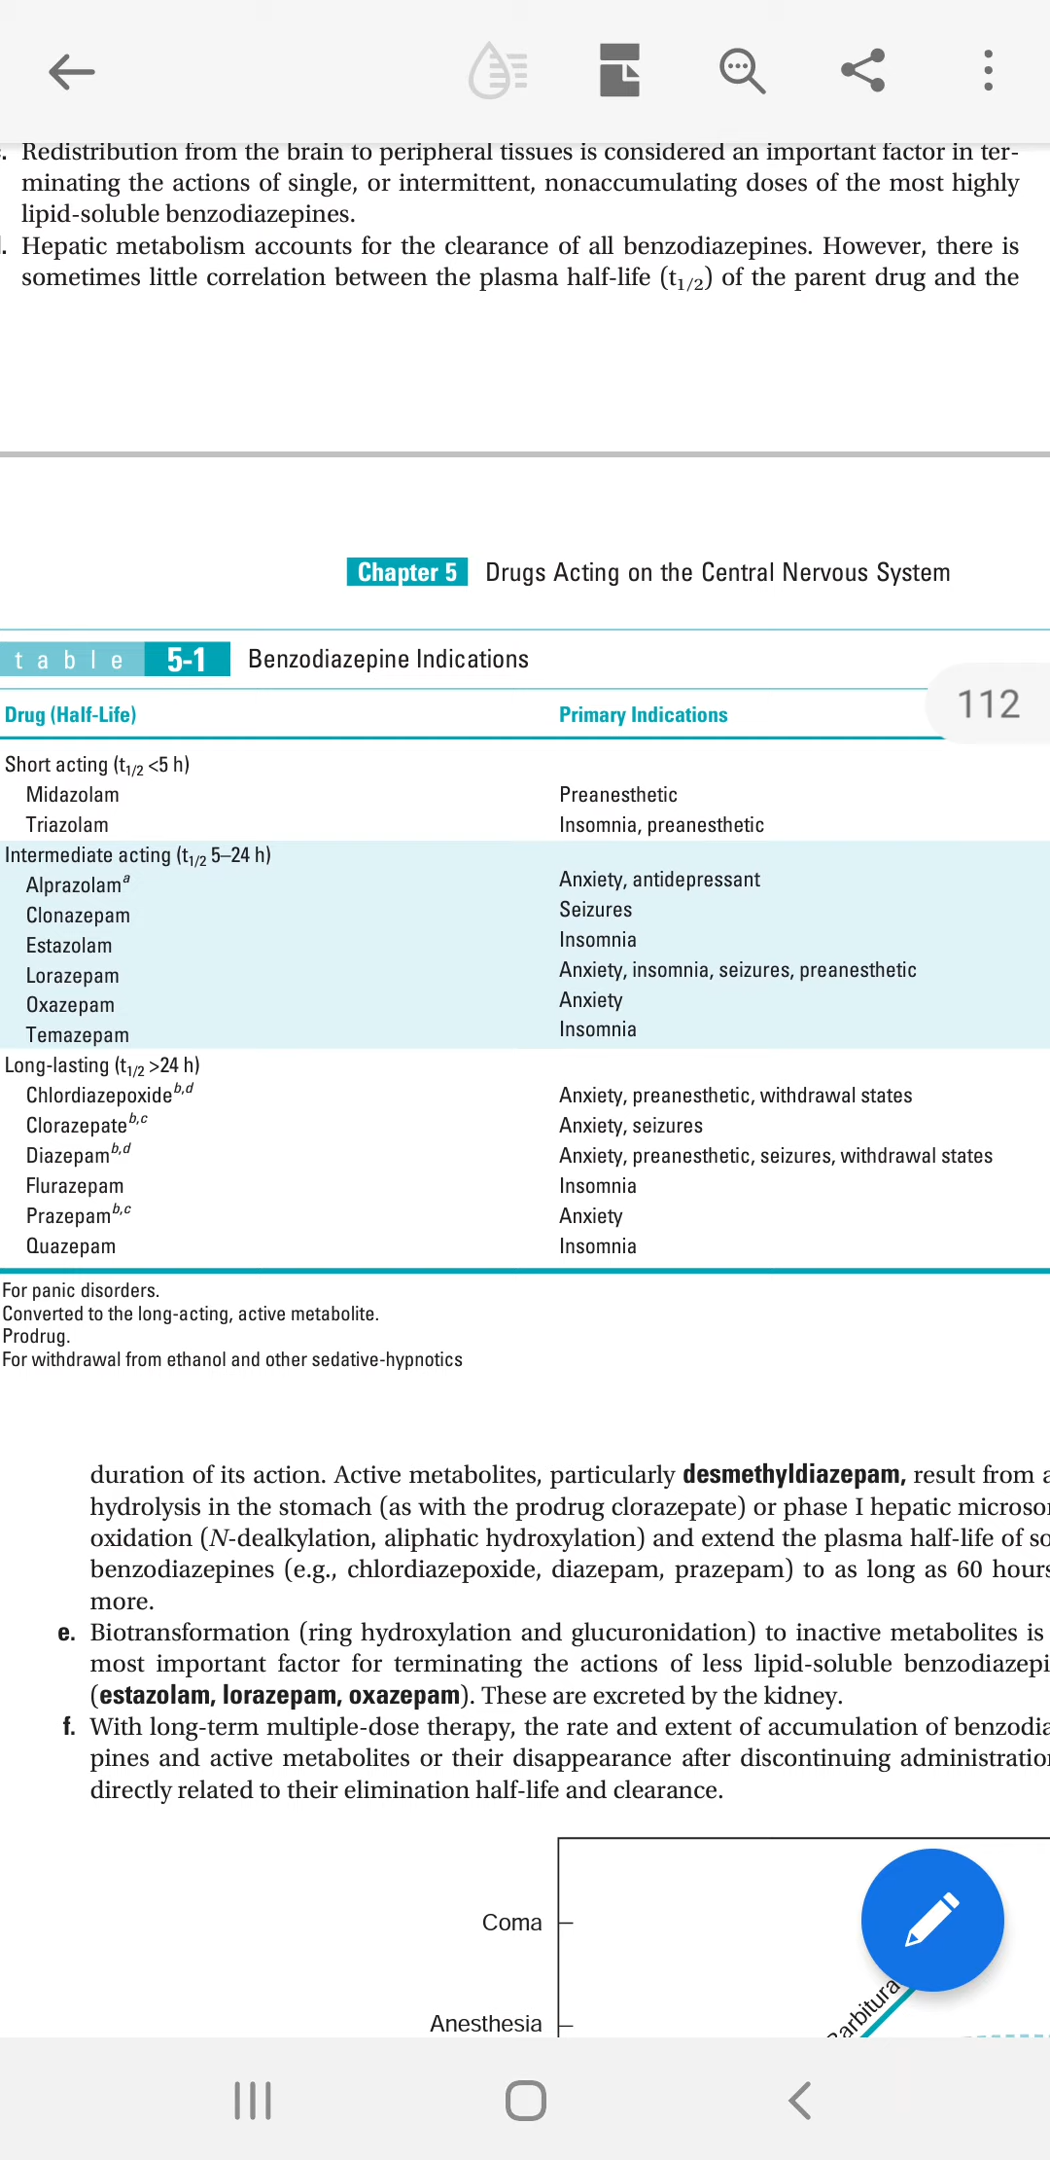 . Redistribution from the brain to peripheral tissues is considered an important factor in ter-
minating the actions of single, or intermittent, nonaccumulating doses of the most highly
lipid-soluble benzodiazepines.
. Hepatic metabolism accounts for the clearance of all benzodiazepines. However, there is
sometimes little correlation between the plasma half-life (t1/2) of the parent drug and the
Chapter 5 Drugs Acting on the Central Nervous System
table 5-1 Benzodiazepine Indications
112
Drug (Half-Life) Primary Indications
Short acting (t1/2 <5 h)
Midazolam Preanesthetic
Triazolam Insomnia, preanesthetic
Intermediate acting (t1/2 5–24 h)
Alprazolam^a Anxiety, antidepressant
Clonazepam Seizures
Estazolam Insomnia
Lorazepam Anxiety, insomnia, seizures, preanesthetic
Oxazepam Anxiety
Temazepam Insomnia
Long-lasting (t1/2 >24 h)
Chlordiazepoxide^b,d Anxiety, preanesthetic, withdrawal states
Clorazepate^b,c Anxiety, seizures
Diazepam^b,d Anxiety, preanesthetic, seizures, withdrawal states
Flurazepam Insomnia
Prazepam^b,c Anxiety
Quazepam Insomnia
For panic disorders.
Converted to the long-acting, active metabolite.
Prodrug.
For withdrawal from ethanol and other sedative-hypnotics
duration of its action. Active metabolites, particularly desmethyldiazepam, result from a
hydrolysis in the stomach (as with the prodrug clorazepate) or phase I hepatic microso
oxidation (N-dealkylation, aliphatic hydroxylation) and extend the plasma half-life of so
benzodiazepines (e.g., chlordiazepoxide, diazepam, prazepam) to as long as 60 hours
more.
e. Biotransformation (ring hydroxylation and glucuronidation) to inactive metabolites is
most important factor for terminating the actions of less lipid-soluble benzodiazepi
(estazolam, lorazepam, oxazepam). These are excreted by the kidney.
f. With long-term multiple-dose therapy, the rate and extent of accumulation of benzodia
pines and active metabolites or their disappearance after discontinuing administration
directly related to their elimination half-life and clearance.
Coma
Anesthesia
Barbitura